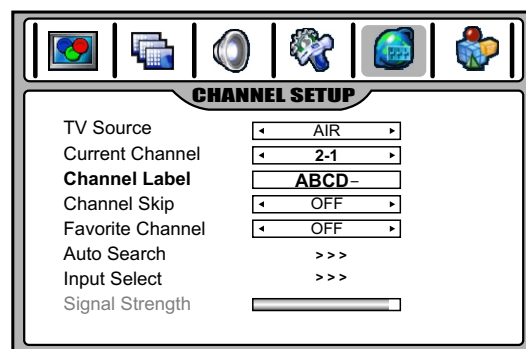 CHANNEL SETUP
TV Source AIR
Current Channel 2-1
Channel Label ABCD–
Channel Skip OFF
Favorite Channel OFF
Auto Search >>>
Input Select >>>
Signal Strength